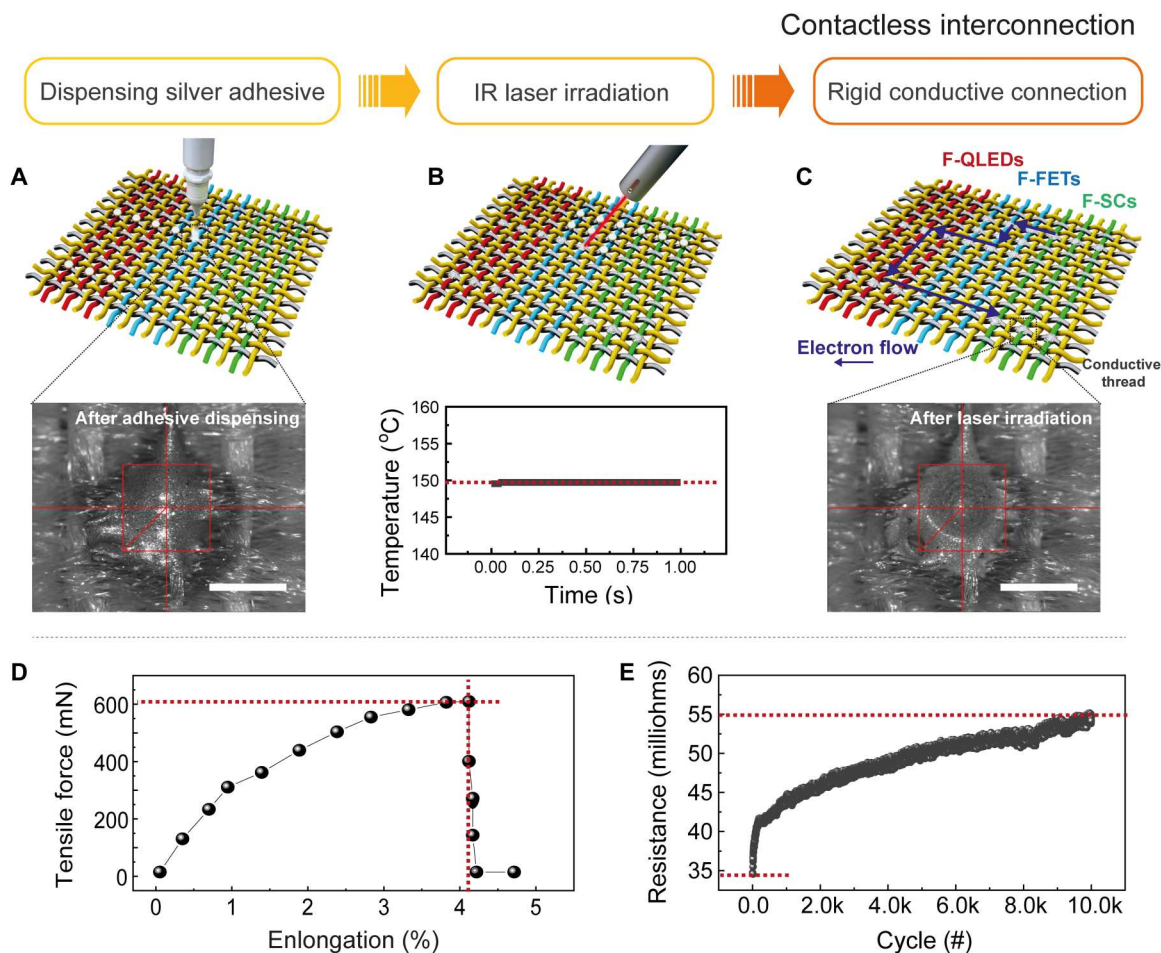 Contactless interconnection
Dispensing silver adhesive
IR laser irradiation
Rigid conductive connection
A
B
C
F-QLEDs
F-FETs
F-SCs
Electron flow
Conductive
thread
After adhesive dispensing
Temperature (°C)
160
155
150
145
140
0.00 0.25 0.50 0.75 1.00
Time (s)
After laser irradiation
D
Tensile force (mN)
600
400
200
0
0 1 2 3 4 5
Enlongation (%)
E
Resistance (milliohms)
60
55
50
45
40
35
0.0 2.0k 4.0k 6.0k 8.0k 10.0k
Cycle (#)